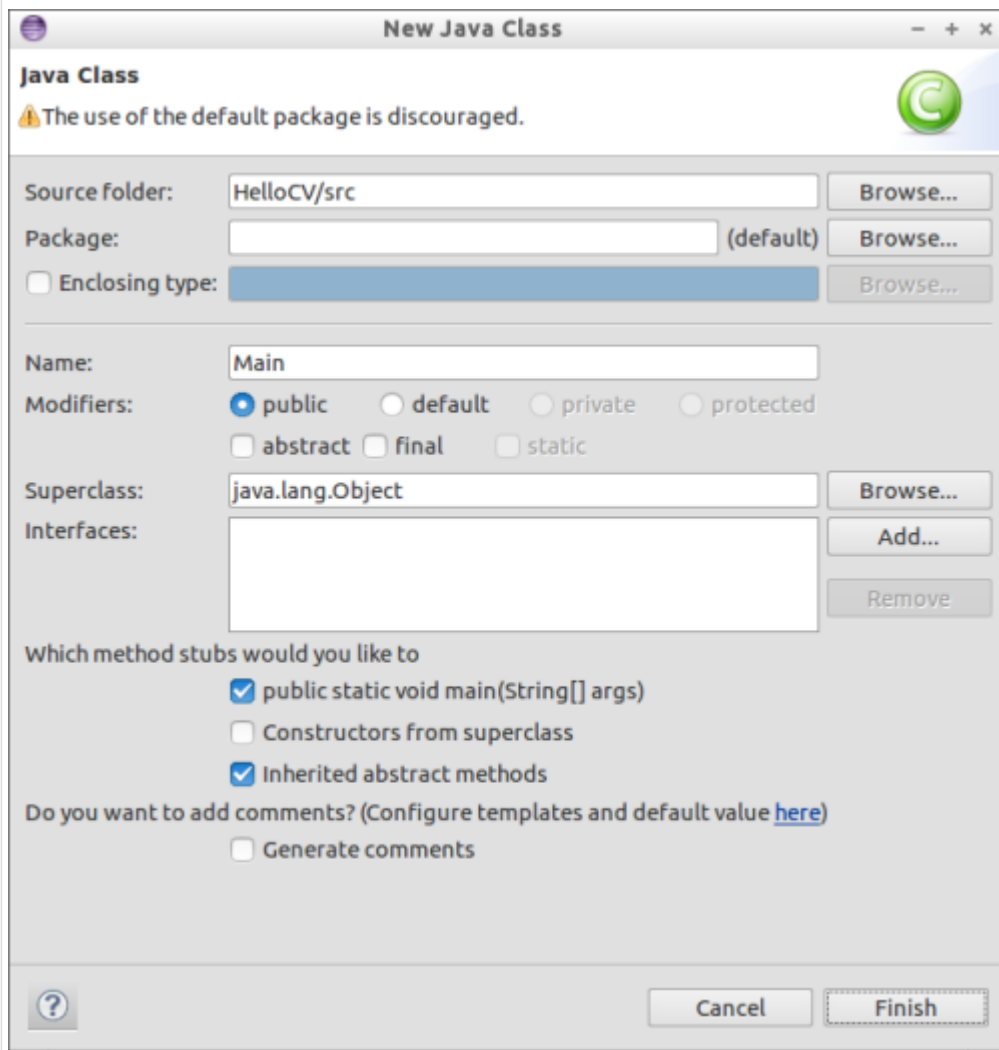 New Java Class
Java Class
The use of the default package is discouraged.
Source folder: HelloCV/src Browse...
Package: (default) Browse...
Enclosing type: Browse...
Name: Main
Modifiers: public default private protected
abstract final static
Superclass: java.lang.Object Browse...
Interfaces: Add...
Remove
Which method stubs would you like to
public static void main(String[] args)
Constructors from superclass
Inherited abstract methods
Do you want to add comments? (Configure templates and default value here)
Generate comments
? Cancel Finish